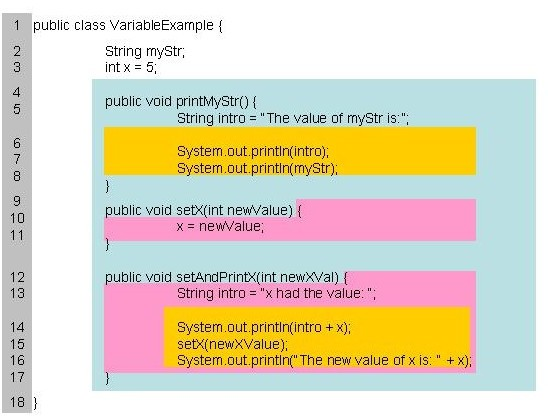 1 public class VariableExample {
2 String myStr;
3 int x = 5;
4
5 public void printMyStr() {
String intro = "The value of myStr is:";
6 System.out.println(intro);
7 System.out.println(myStr);
8 }
9 public void setX(int newValue) {
10 x = newValue;
11 }
12 public void setAndPrintX(int newXVal) {
13 String intro = "x had the value: ";
14 System.out.println(intro + x);
15 setX(newXValue);
16 System.out.println("The new value of x is: " + x);
17 }
18 }